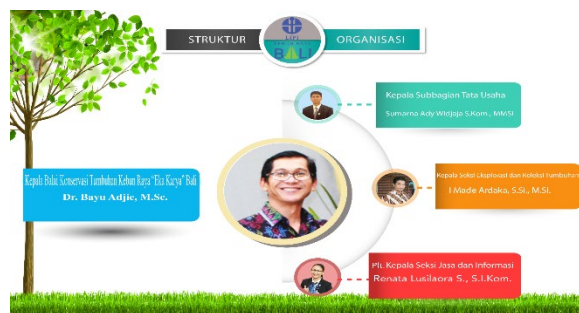 STRUKTUR
LIPI
BALI
ORGANISASI
Kepala Subbagian Tata Usaha
Sumarna Ady Widjaja S.Kom., MMSI
Kepala Balai Konservasi Tumbuhan Kebun Raya "Eka Karya" Bali
Dr. Bayu Adjie, M.Sc.
Kepala Seksi Eksplorasi dan Koleksi Tumbuhan
I Made Ardaka, S.Si., M.Si.
Plt. Kepala Seksi Jasa dan Informasi
Renata Lusilaora S., S.I.Kom.